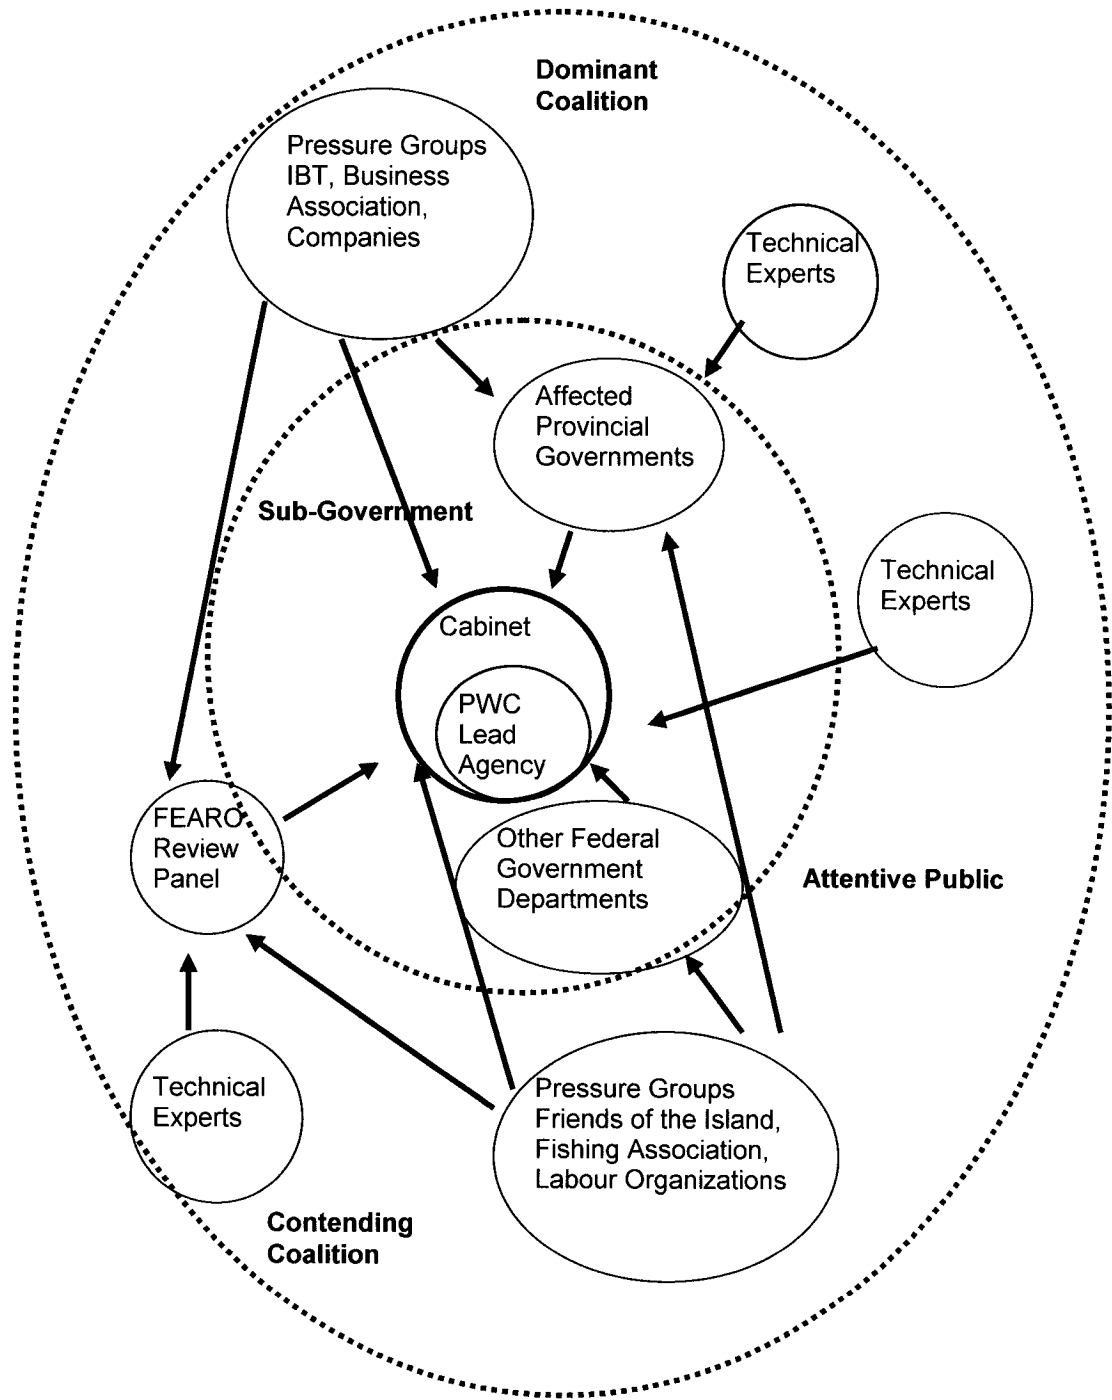 Dominant
Coalition
Pressure Groups
IBT, Business
Association,
Companies
Technical
Experts
Affected
Provincial
Governments
Sub-Government
Technical
Experts
Cabinet
PWC
Lead
Agency
FEARO
Review
Panel
Other Federal
Government
Departments
Attentive Public
Technical
Experts
Pressure Groups
Friends of the Island,
Fishing Association,
Labour Organizations
Contending
Coalition